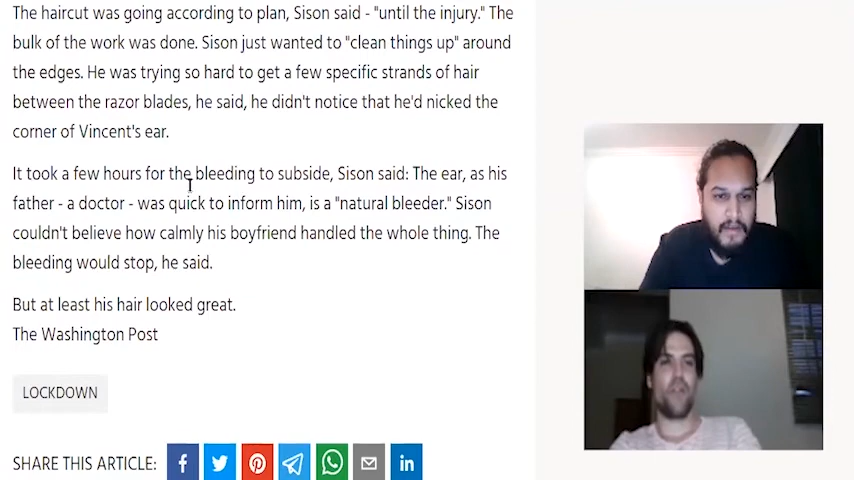 The haircut was going according to plan, Sison said - "until the injury." The
bulk of the work was done. Sison just wanted to "clean things up" around
the edges. He was trying so hard to get a few specific strands of hair
between the razor blades, he said, he didn't notice that he'd nicked the
corner of Vincent's ear.
It took a few hours for the bleeding to subside, Sison said: The ear, as his
father - a doctor - was quick to inform him, is a "natural bleeder." Sison
couldn't believe how calmly his boyfriend handled the whole thing. The
bleeding would stop, he said.
But at least his hair looked great.
The Washington Post
LOCKDOWN
SHARE THIS ARTICLE: